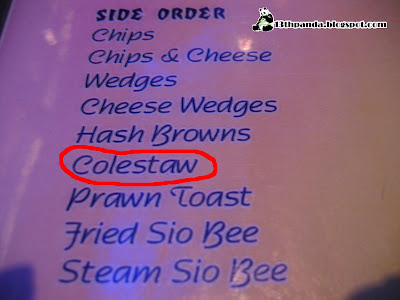 13thpanda.blogspot.com
SIDE ORDER
Chips
Chips & Cheese
Wedges
Cheese Wedges
Hash Browns
Colestaw
Prawn Toast
Fried Sio Bee
Steam Sio Bee